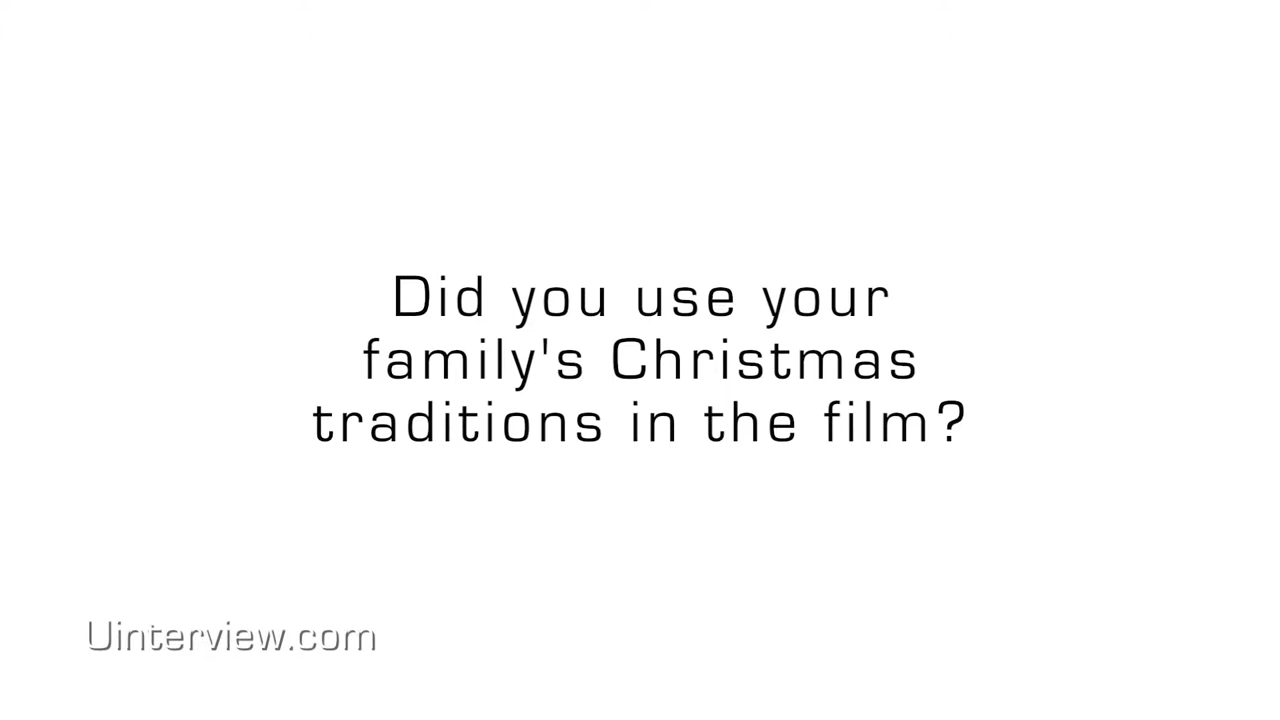 Did you use your
family's Christmas
traditions in the film?
Uinterview.com